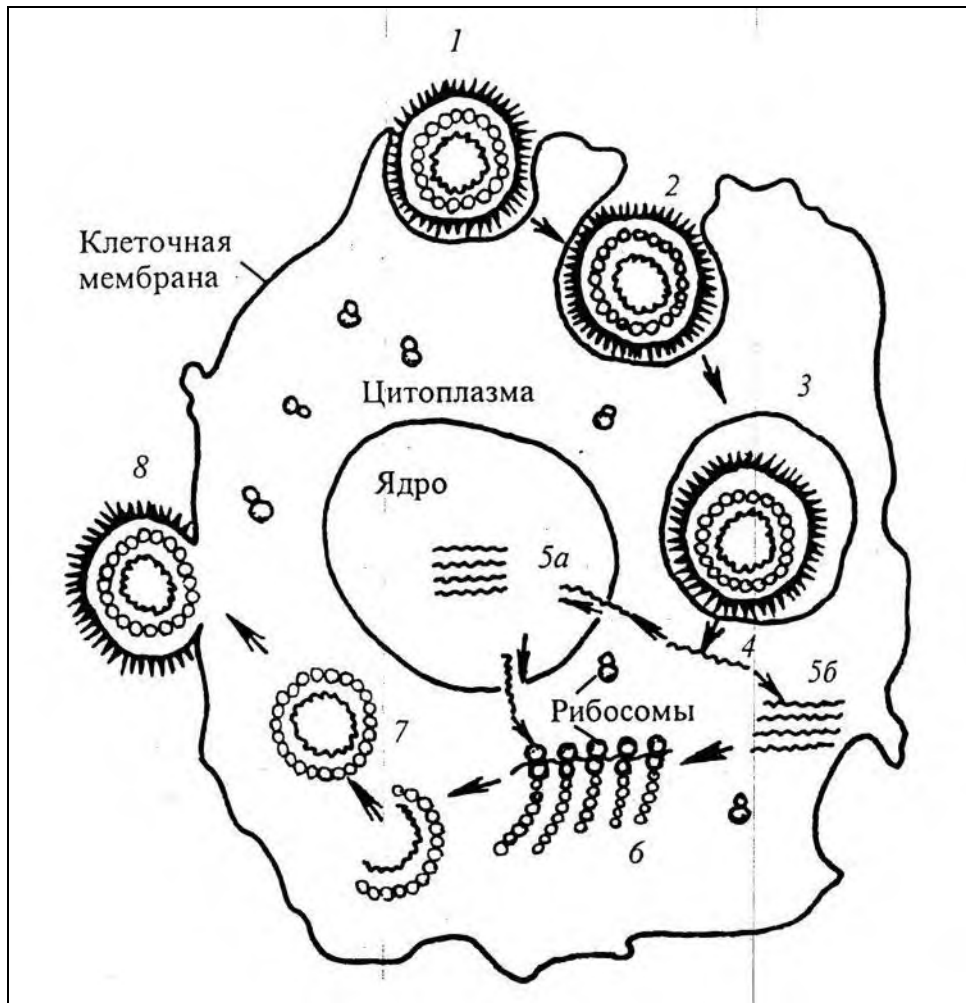 1
2
Клеточная
мембрана
3
Цитоплазма
8
Ядро
5а
4
5б
Рибосомы
7
6